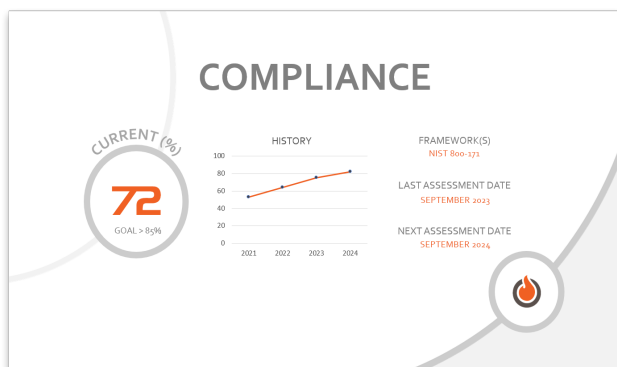 COMPLIANCE
CURRENT (%)
72
GOAL > 85%
HISTORY
100
80
60
40
20
0
2021
2022
2023
2024
FRAMEWORK(S)
NIST 800-171
LAST ASSESSMENT DATE
SEPTEMBER 2023
NEXT ASSESSMENT DATE
SEPTEMBER 2024